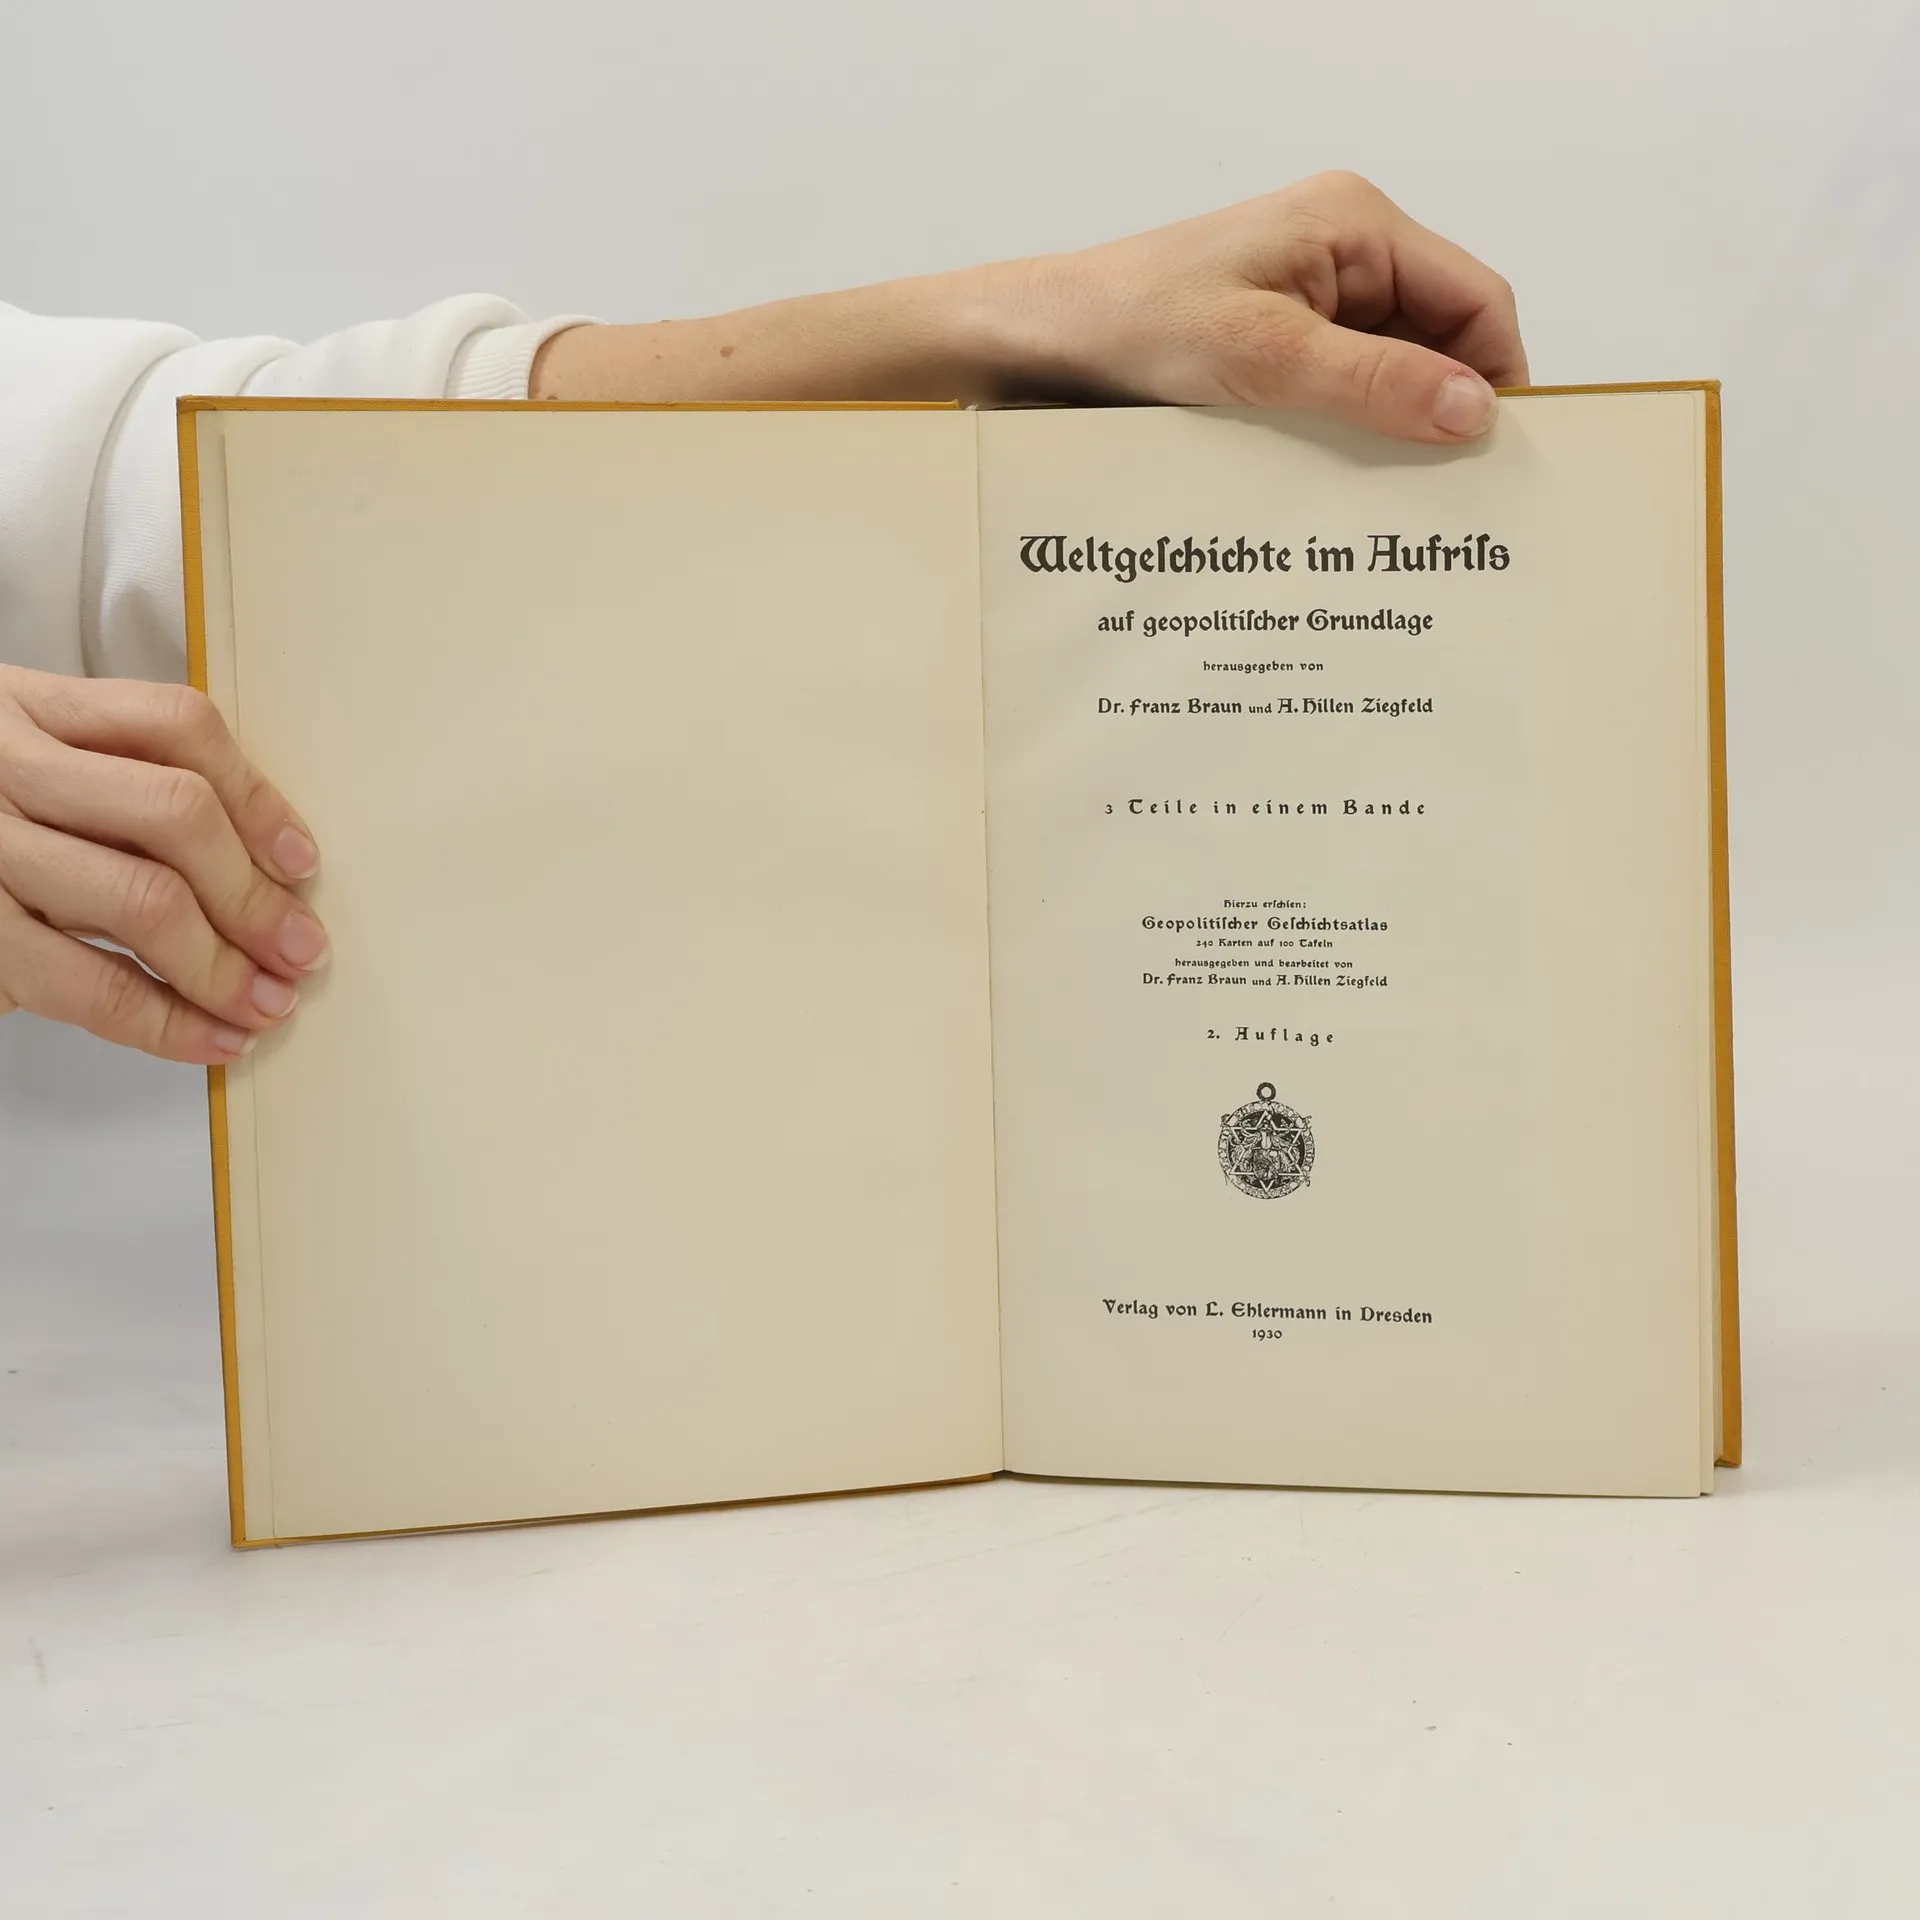 Weltgeſchichte im Aufriſs
auf geopolitiſcher Grundlage
herausgegeben von
Dr. Franz Braun und A. Hillen Ziegfeld
3 Teile in einem Bande
Hierzu erſchien:
Geopolitiſcher Geſchichtsatlas
240 Karten auf 100 Tafeln
herausgegeben und bearbeitet von
Dr. Franz Braun und A. Hillen Ziegfeld
2. Auflage
Verlag von L. Ehlermann in Dresden
1930